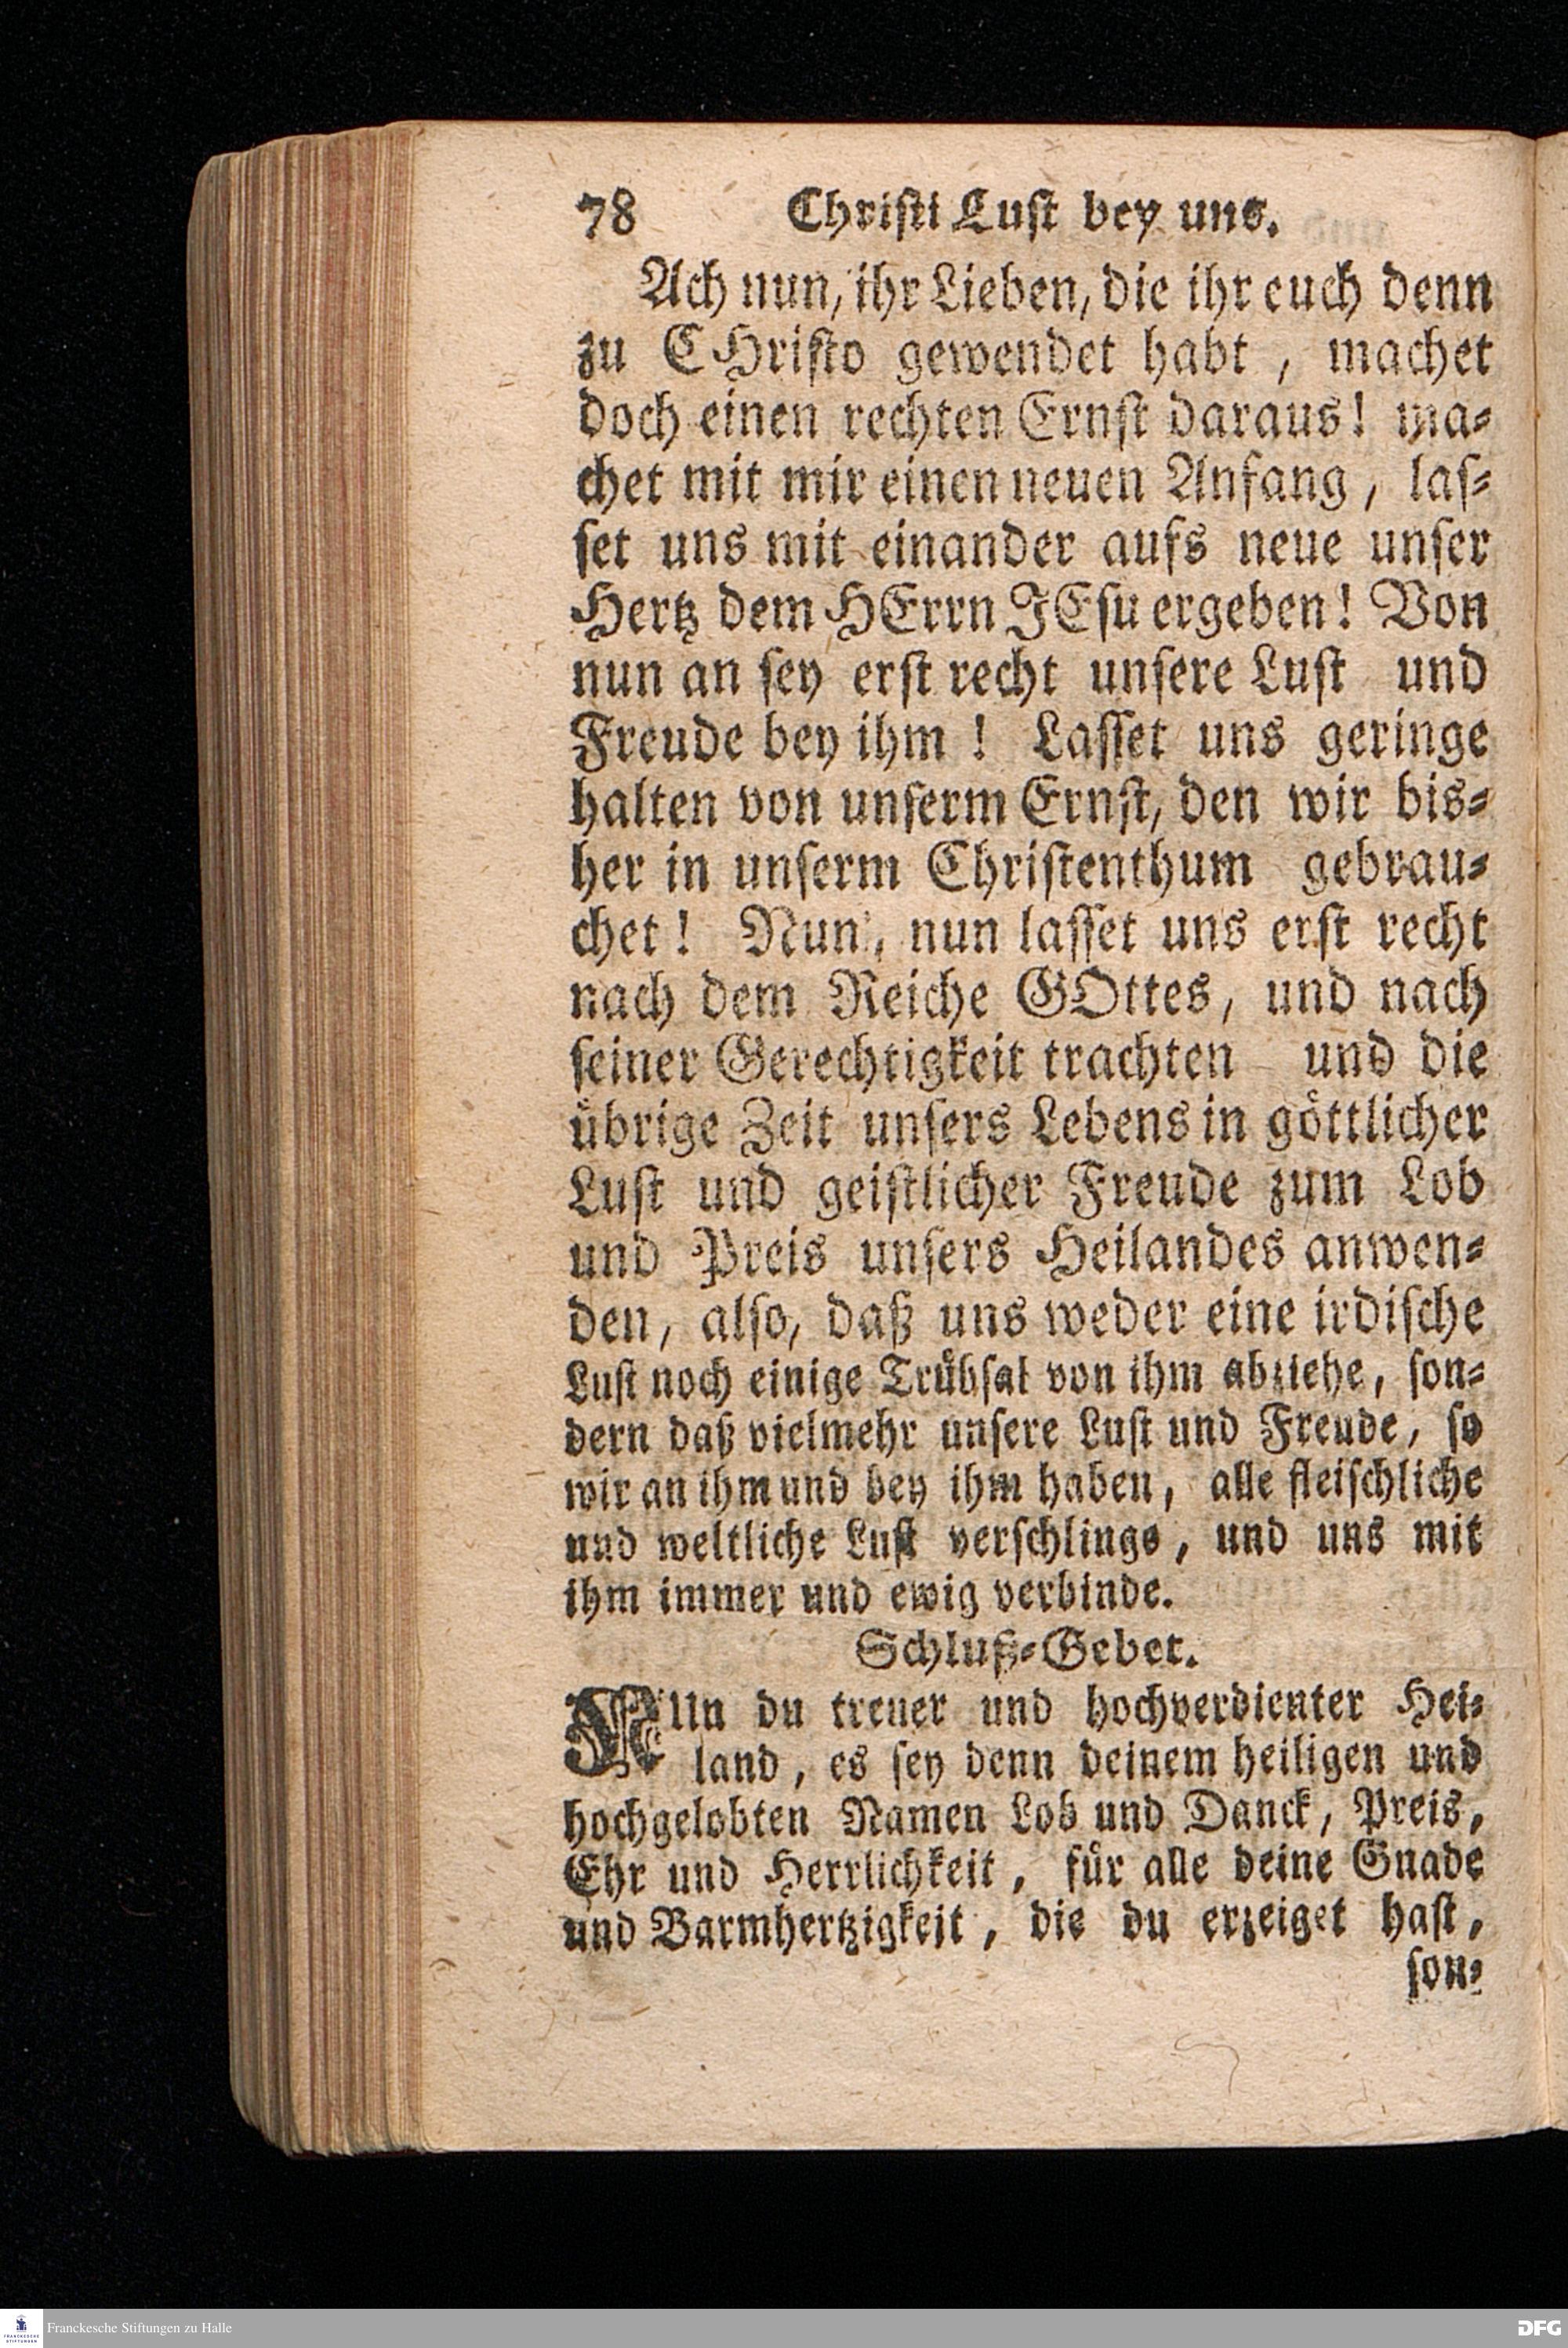 78 Christi Lust bey uns.
Ach nun, ihr Lieben, die ihr euch denn
zu CHristo gewendet habt, machet
doch einen rechten Ernst daraus! ma-
chet mit mir einen neuen Anfang, las-
set uns mit einander aufs neue unser
Hertz dem HErrn JEsu ergeben! Von
nun an sey erst recht unsere Lust und
Freude bey ihm! Lasset uns geringe
halten von unserm Ernst, den wir bis-
her in unserm Christenthum gebrau-
chet! Nun, nun lasset uns erst recht
nach dem Reiche GOttes, und nach
seiner Gerechtigkeit trachten und die
übrige Zeit unsers Lebens in göttlicher
Lust und geistlicher Freude zum Lob
und Preis unsers Heilandes anwen-
den, also, daß uns weder eine irdische
Lust noch einige Trübsal von ihm abziehe, son-
dern daß vielmehr unsere Lust und Freude, so
wir an ihm und bey ihm haben, alle fleischliche
und weltliche Lust verschlinge, und uns mit
ihm immer und ewig verbinde.
Schluß-Gebet.
NUn du treuer und hochverdienter Hei-
land, es sey denn deinem heiligen und
hochgelobten Namen Lob und Danck, Preis,
Ehr und Herrlichkeit, für alle deine Gnade
und Barmhertzigkeit, die du erzeiget hast,
son-
FRANCKESCHE STIFTUNGEN
Franckesche Stiftungen zu Halle
DFG